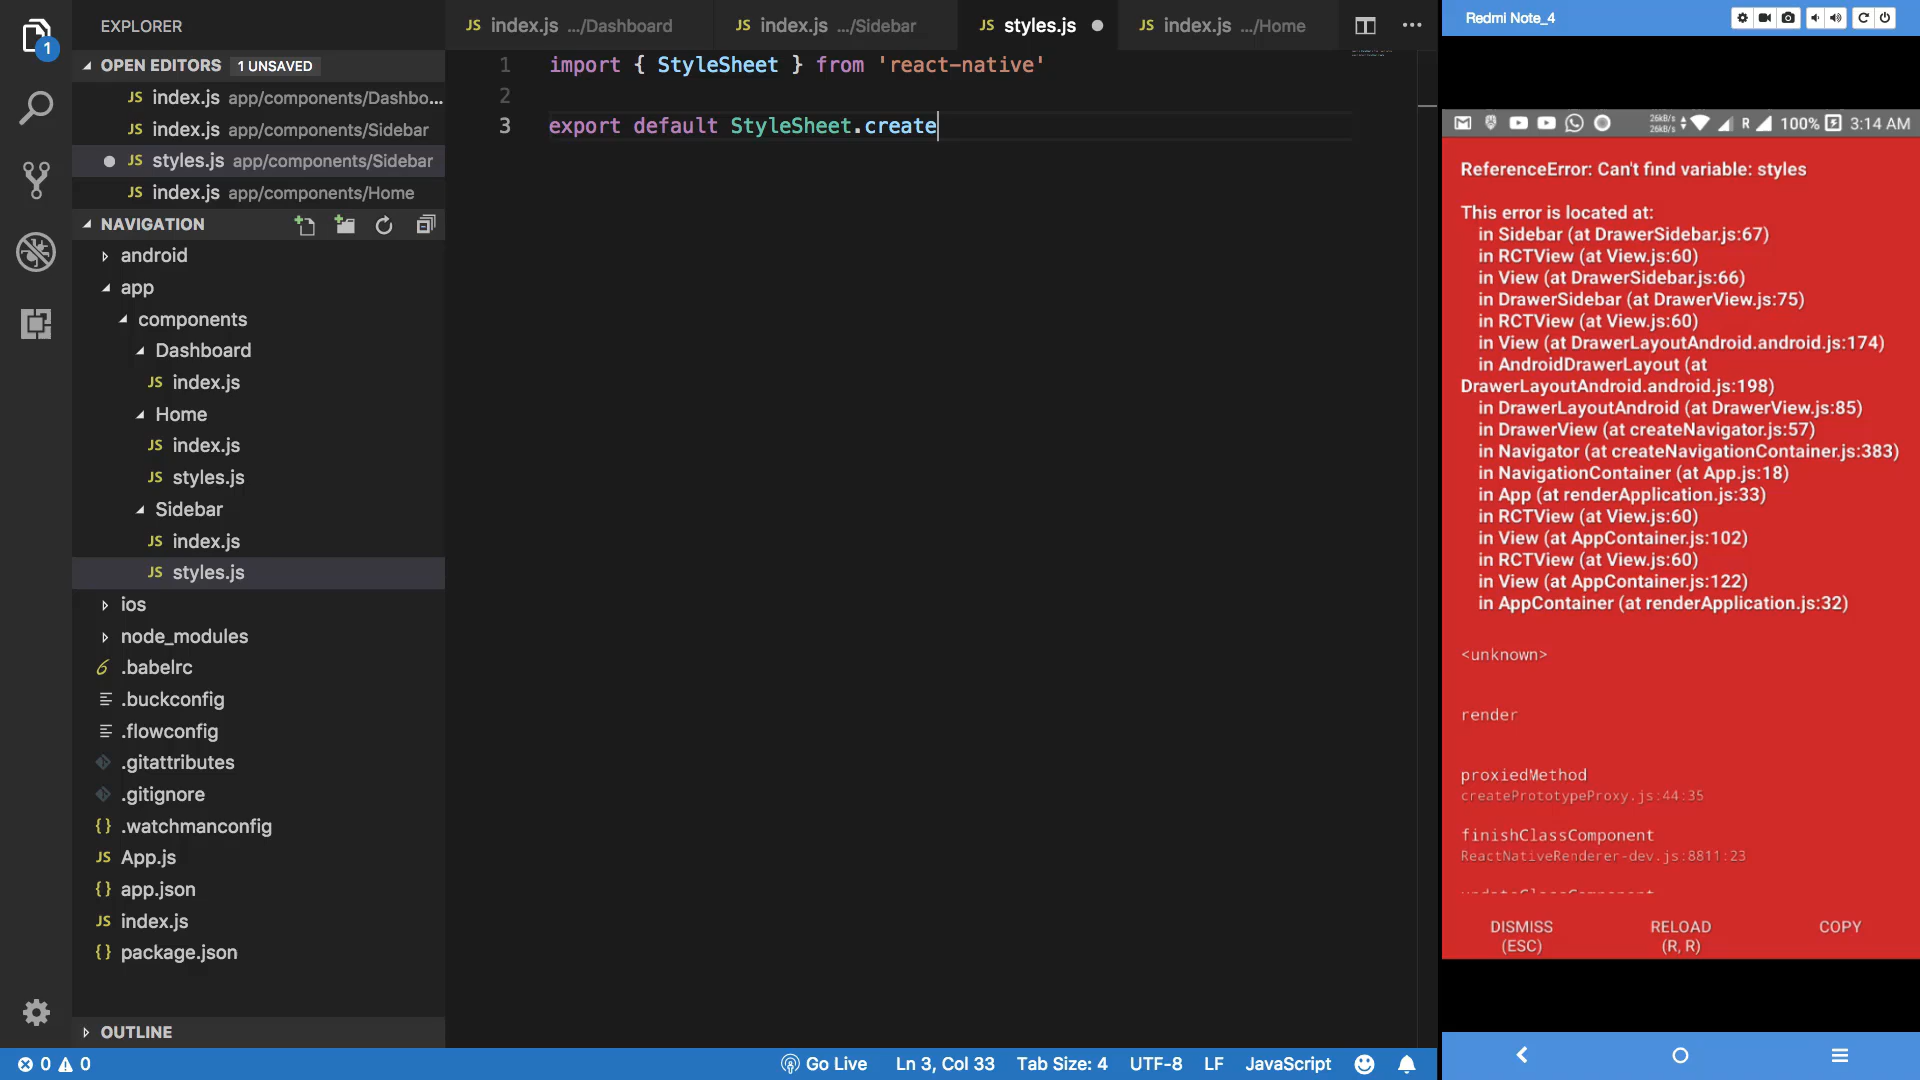 EXPLORER
OPEN EDITORS 1 UNSAVED
JS index.js app/components/Dashbo...
JS index.js app/components/Sidebar
JS styles.js app/components/Sidebar
JS index.js app/components/Home
NAVIGATION
android
app
components
Dashboard
JS index.js
Home
JS index.js
JS styles.js
Sidebar
JS index.js
JS styles.js
ios
node_modules
.babelrc
.buckconfig
.flowconfig
.gitattributes
.gitignore
{} .watchmanconfig
JS App.js
{} app.json
JS index.js
{} package.json
OUTLINE
1
JS index.js .../Dashboard
JS index.js .../Sidebar
JS styles.js
JS index.js .../Home
1 import { StyleSheet } from 'react-native'
2
3 export default StyleSheet.create
0 0
Go Live
Ln 3, Col 33
Tab Size: 4
UTF-8
LF
JavaScript
Redmi Note_4
26kB/s
26kB/s
R 100% 3:14 AM
ReferenceError: Can't find variable: styles
This error is located at:
in Sidebar (at DrawerSidebar.js:67)
in RCTView (at View.js:60)
in View (at DrawerSidebar.js:66)
in DrawerSidebar (at DrawerView.js:75)
in RCTView (at View.js:60)
in View (at DrawerLayoutAndroid.android.js:174)
in AndroidDrawerLayout (at
DrawerLayoutAndroid.android.js:198)
in DrawerLayoutAndroid (at DrawerView.js:85)
in DrawerView (at createNavigator.js:57)
in Navigator (at createNavigationContainer.js:383)
in NavigationContainer (at App.js:18)
in App (at renderApplication.js:33)
in RCTView (at View.js:60)
in View (at AppContainer.js:102)
in RCTView (at View.js:60)
in View (at AppContainer.js:122)
in AppContainer (at renderApplication.js:32)
<unknown>
render
proxiedMethod
createPrototypeProxy.js:44:35
finishClassComponent
ReactNativeRenderer-dev.js:8811:23
DISMISS
(ESC)
RELOAD
(R, R)
COPY